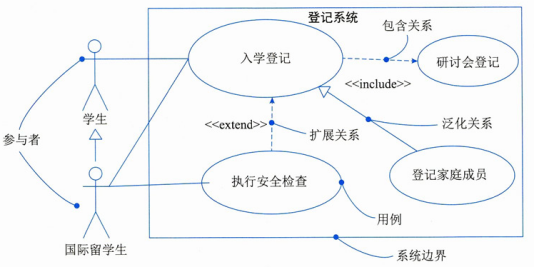 登记系统
包含关系
入学登记
研讨会登记
<<include>>
学生
<<extend>>
扩展关系
泛化关系
参与者
执行安全检查
登记家庭成员
用例
国际留学生
系统边界